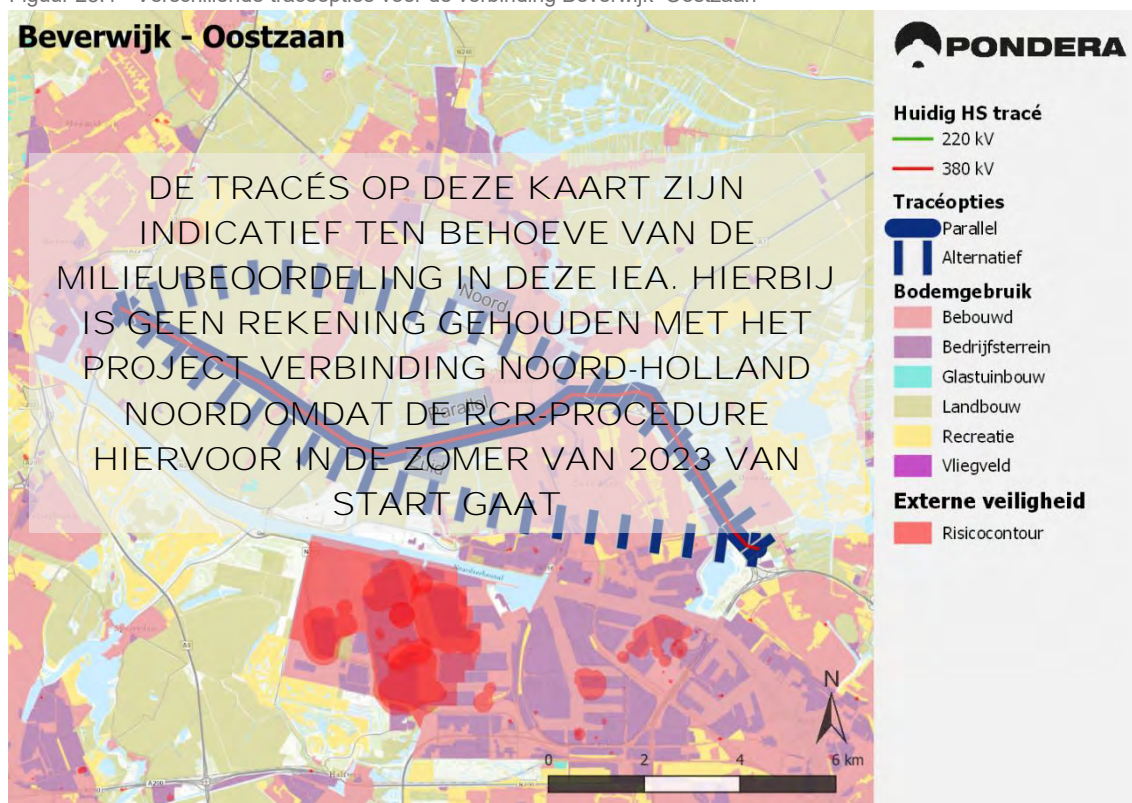 Beverwijk - Oostzaan
DE TRACÉS OP DEZE KAART ZIJN
INDICATIEF TEN BEHOEVE VAN DE
MILIEUBEOORDELING IN DEZE IEA. HIERBIJ
IS GEEN REKENING GEHOUDEN MET HET
PROJECT VERBINDING NOORD-HOLLAND
NOORD OMDAT DE RCR-PROCEDURE
HIERVOOR IN DE ZOMER VAN 2023 VAN
START GAAT
Noord
Parallel
Zuid
N
0 2 4 6 km
PONDERA
Huidig HS tracé
220 kV
380 kV
Tracéopties
Parallel
Alternatief
Bodemgebruik
Bebouwd
Bedrijfsterrein
Glastuinbouw
Landbouw
Recreatie
Vliegveld
Externe veiligheid
Risicocontour